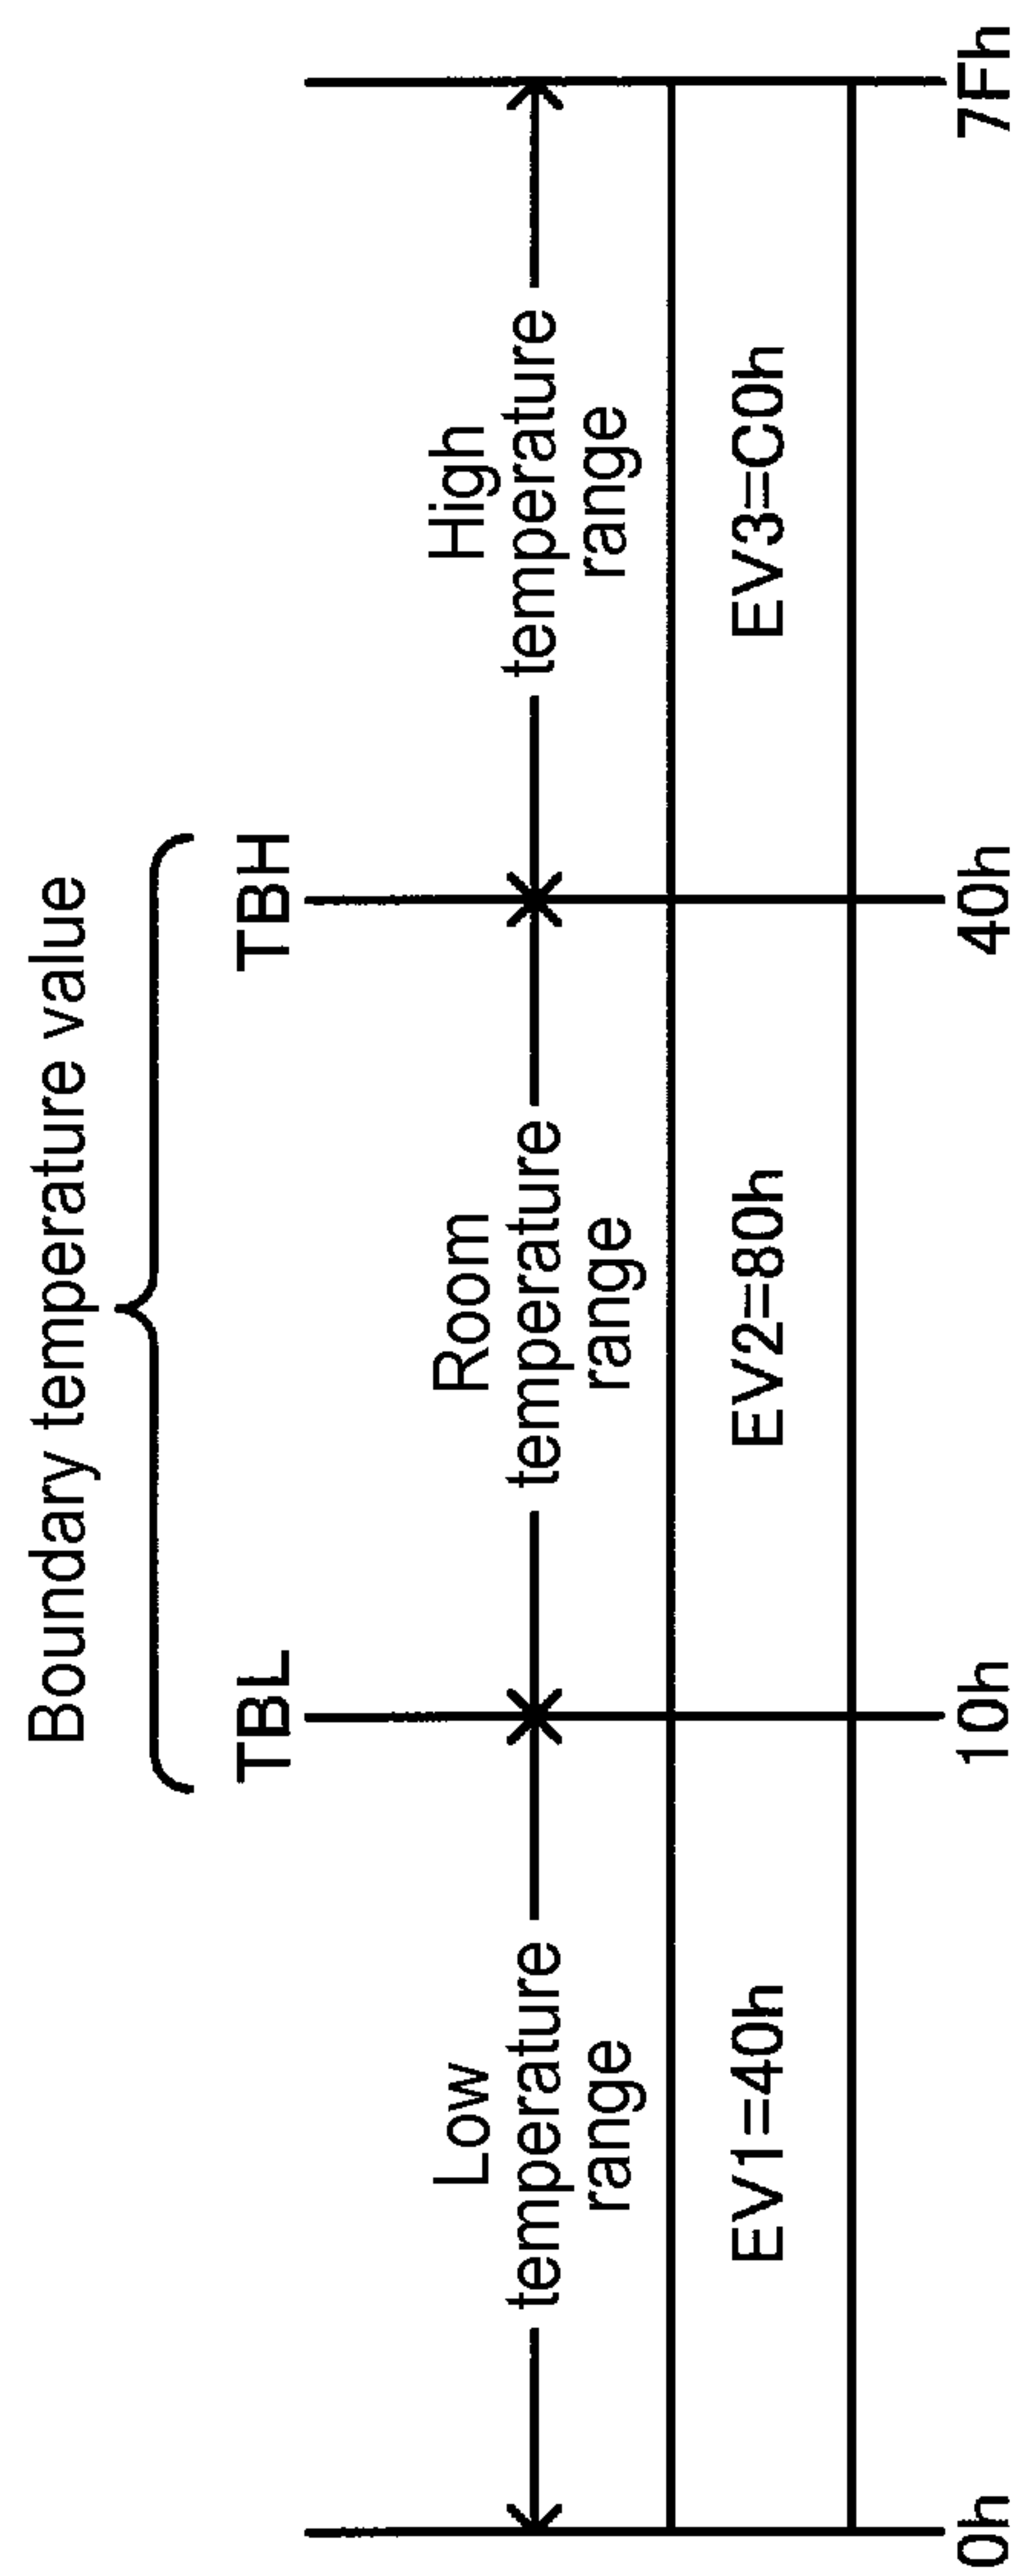 Boundary temperature value
TBL
TBH
Low
temperature
range
Room
temperature
range
High
temperature
range
EV1=40h
EV2=80h
EV3=C0h
0h
10h
40h
7Fh